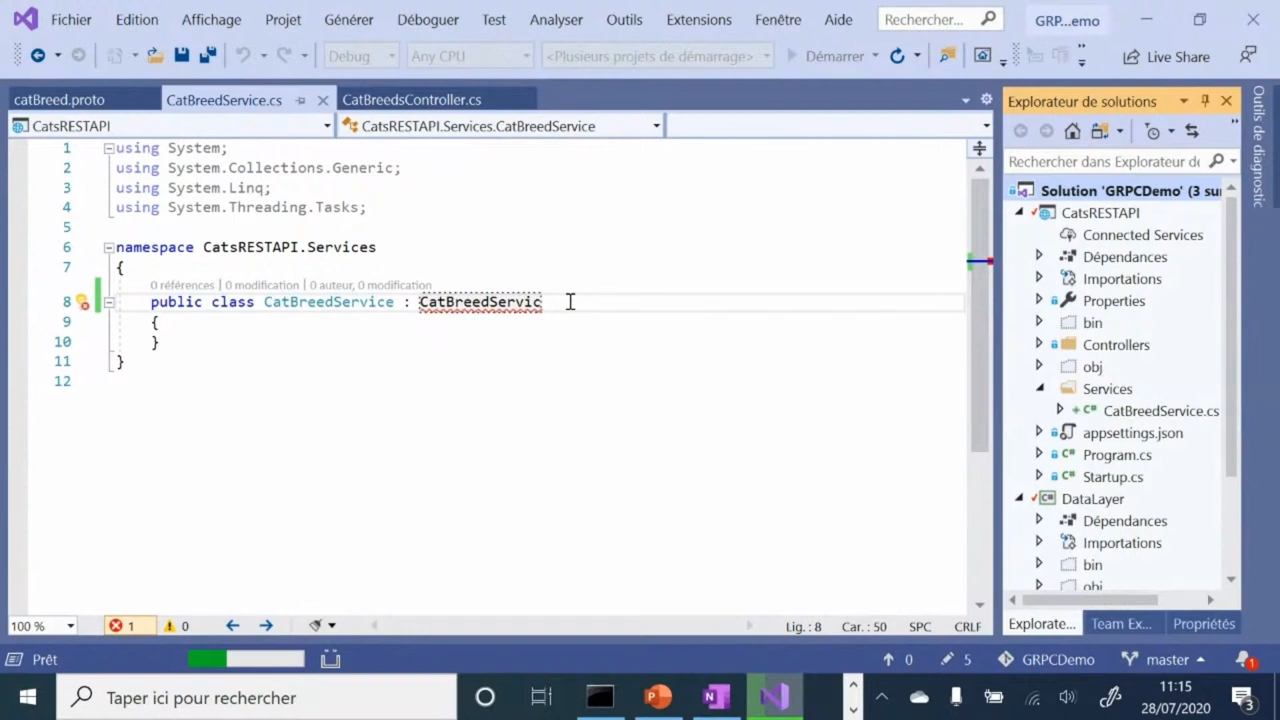 Fichier Edition Affichage Projet Générer Déboguer Test Analyser Outils Extensions Fenêtre Aide Rechercher... GRP...emo
Debug Any CPU <Plusieurs projets de démarrage> Démarrer Live Share
catBreed.proto CatBreedService.cs CatBreedsController.cs
CatsRESTAPI CatsRESTAPI.Services.CatBreedService
1 using System;
2 using System.Collections.Generic;
3 using System.Linq;
4 using System.Threading.Tasks;
5
6 namespace CatsRESTAPI.Services
7 {
0 références | 0 modification | 0 auteur, 0 modification
8 public class CatBreedService : CatBreedServic
9 {
10 }
11 }
12
100 % 1 0 Lig. : 8 Car. : 50 SPC CRLF
Explorateur de solutions
Rechercher dans Explorateur de
Solution 'GRPCDemo' (3 sur
CatsRESTAPI
Connected Services
Dépendances
Importations
Properties
bin
Controllers
obj
Services
CatBreedService.cs
appsettings.json
Program.cs
Startup.cs
DataLayer
Dépendances
Importations
bin
obj
Explorate... Team Ex... Propriétés
Outils de diagnostic
Prêt 0 5 GRPCDemo master 1
Taper ici pour rechercher
11:15
28/07/2020
3